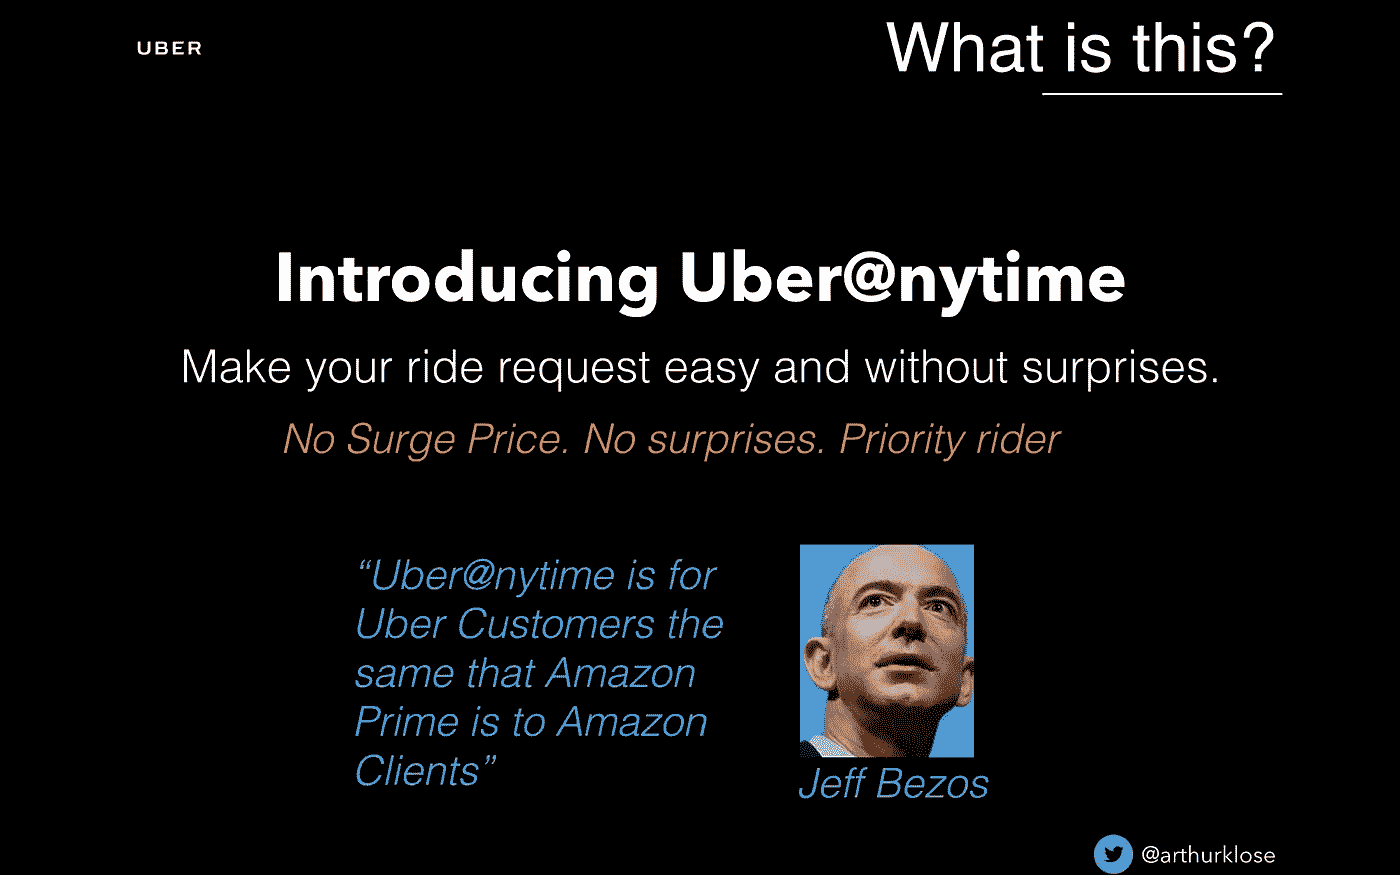 UBER
What is this?
Introducing Uber@nytime
Make your ride request easy and without surprises.
No Surge Price. No surprises. Priority rider
“Uber@nytime is for
Uber Customers the
same that Amazon
Prime is to Amazon
Clients”
Jeff Bezos
@arthurklose